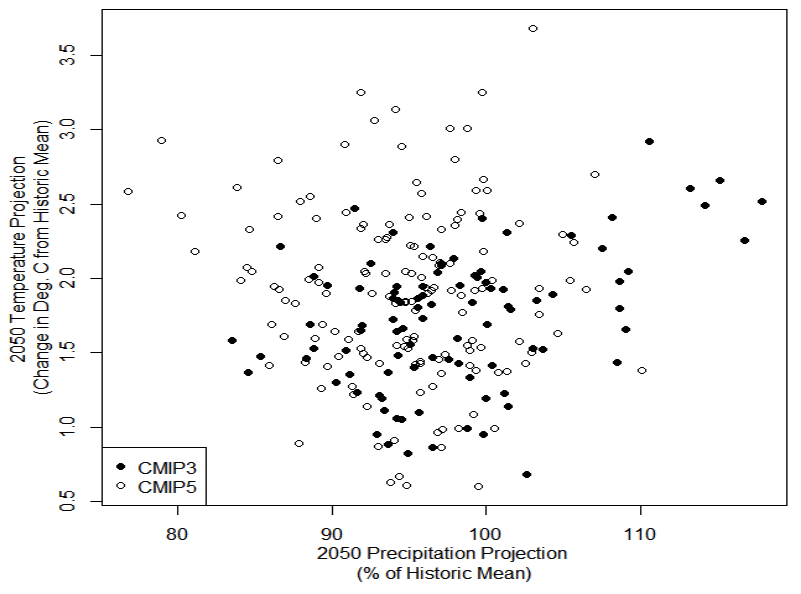 2050 Temperature Projection
(Change in Deg. C from Historic Mean)
3.5
3.0
2.5
2.0
1.5
1.0
0.5
CMIP3
CMIP5
80 90 100 110
2050 Precipitation Projection
(% of Historic Mean)